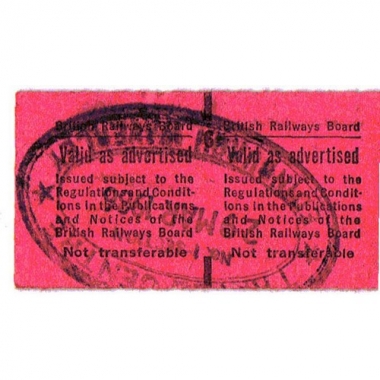 British Railways Board
Valid as advertised
Issued subject to the
Regulations and Condit-
ions in the Publications
and Notices of the
British Railways Board
Not transferable
British Railways Board
Valid as advertised
Issued subject to the
Regulations and Condit-
ions in the Publications
and Notices of the
British Railways Board
Not transferable